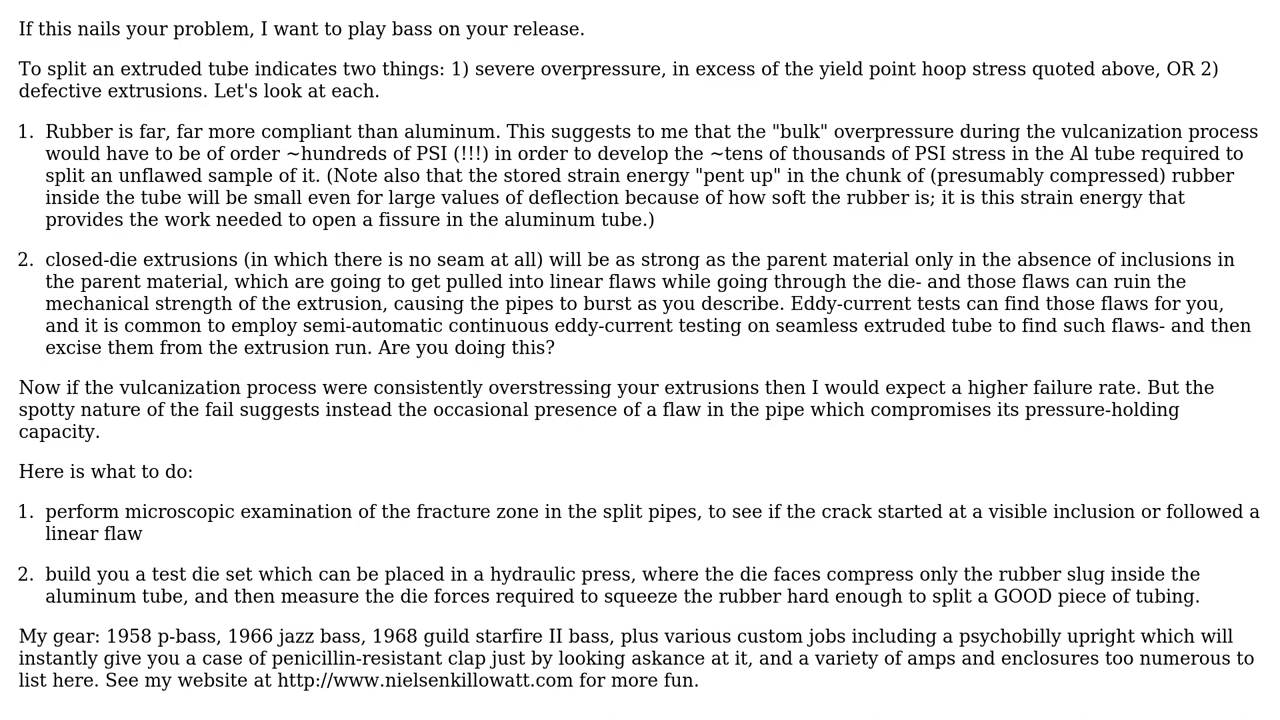 If this nails your problem, I want to play bass on your release.
To split an extruded tube indicates two things: 1) severe overpressure, in excess of the yield point hoop stress quoted above, OR 2)
defective extrusions. Let's look at each.
1. Rubber is far, far more compliant than aluminum. This suggests to me that the "bulk" overpressure during the vulcanization process
would have to be of order ~hundreds of PSI (!!!) in order to develop the ~tens of thousands of PSI stress in the Al tube required to
split an unflawed sample of it. (Note also that the stored strain energy "pent up" in the chunk of (presumably compressed) rubber
inside the tube will be small even for large values of deflection because of how soft the rubber is; it is this strain energy that
provides the work needed to open a fissure in the aluminum tube.)
2. closed-die extrusions (in which there is no seam at all) will be as strong as the parent material only in the absence of inclusions in
the parent material, which are going to get pulled into linear flaws while going through the die- and those flaws can ruin the
mechanical strength of the extrusion, causing the pipes to burst as you describe. Eddy-current tests can find those flaws for you,
and it is common to employ semi-automatic continuous eddy-current testing on seamless extruded tube to find such flaws- and then
excise them from the extrusion run. Are you doing this?
Now if the vulcanization process were consistently overstressing your extrusions then I would expect a higher failure rate. But the
spotty nature of the fail suggests instead the occasional presence of a flaw in the pipe which compromises its pressure-holding
capacity.
Here is what to do:
1. perform microscopic examination of the fracture zone in the split pipes, to see if the crack started at a visible inclusion or followed a
linear flaw
2. build you a test die set which can be placed in a hydraulic press, where the die faces compress only the rubber slug inside the
aluminum tube, and then measure the die forces required to squeeze the rubber hard enough to split a GOOD piece of tubing.
My gear: 1958 p-bass, 1966 jazz bass, 1968 guild starfire II bass, plus various custom jobs including a psychobilly upright which will
instantly give you a case of penicillin-resistant clap just by looking askance at it, and a variety of amps and enclosures too numerous to
list here. See my website at http://www.nielsenkillowatt.com for more fun.